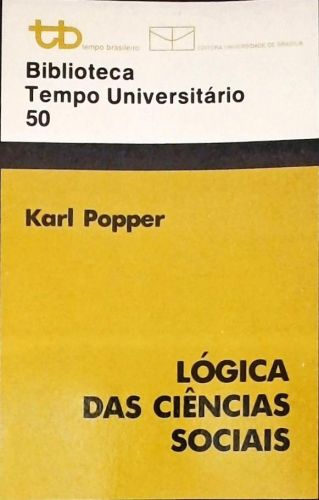 tb tempo brasileiro EDITORA UNIVERSIDADE DE BRASÍLIA
Biblioteca
Tempo Universitário
50
Karl Popper
LÓGICA
DAS CIÊNCIAS
SOCIAIS